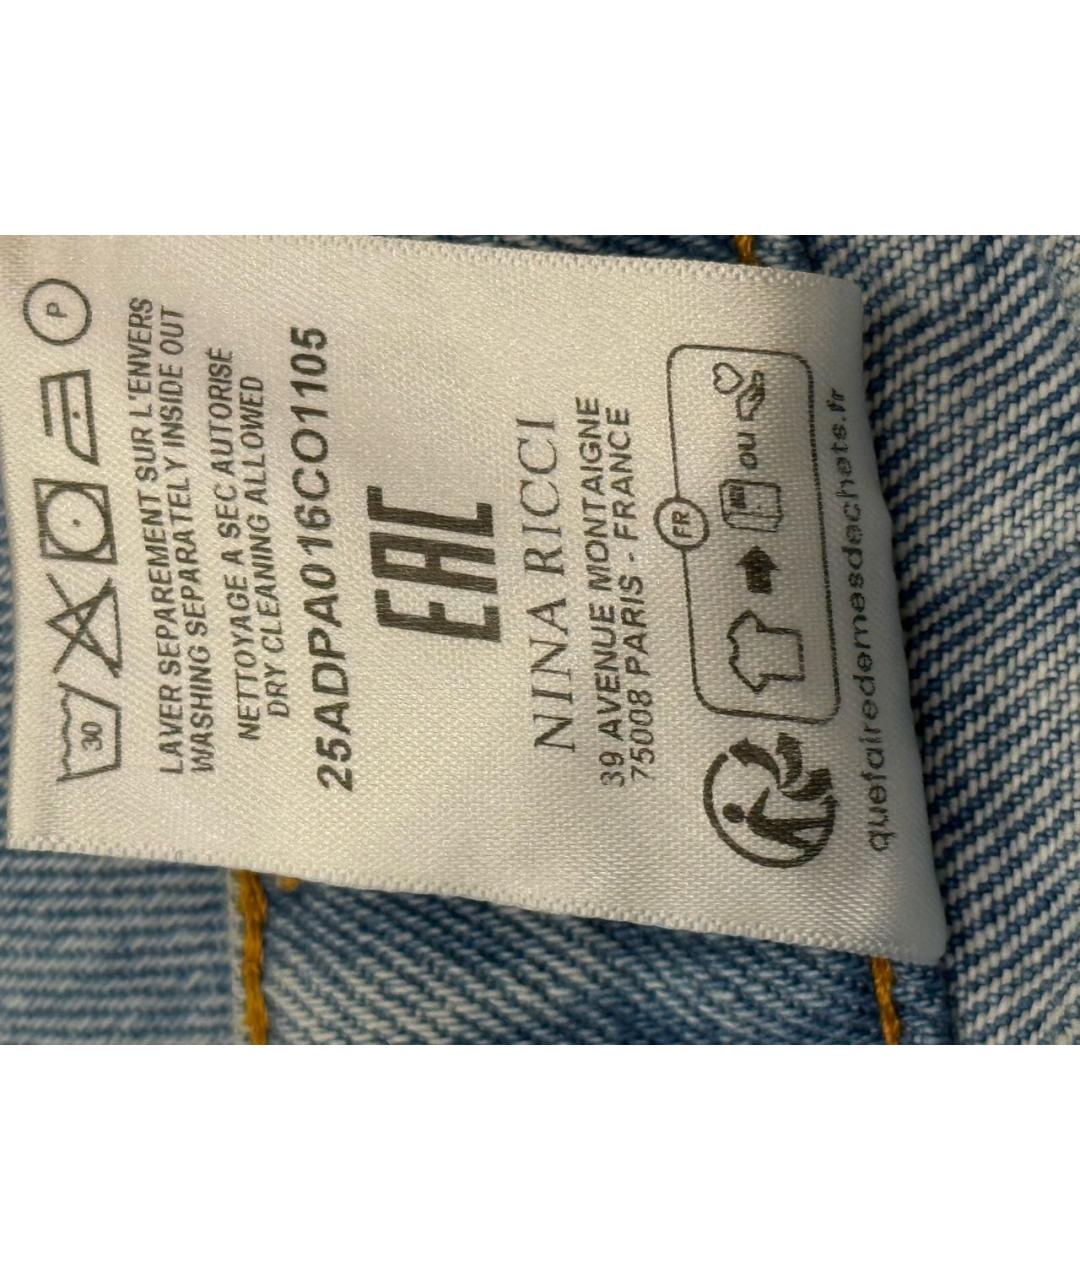 30
P
LAVER SEPAREMENT SUR L'ENVERS
WASHING SEPARATELY INSIDE OUT
NETTOYAGE A SEC AUTORISÉ
DRY CLEANING ALLOWED
25ADPA016CO1105
EAC
NINA RICCI
39 AVENUE MONTAIGNE
75008 PARIS - FRANCE
FR
OU
quefairedemesdechets.fr